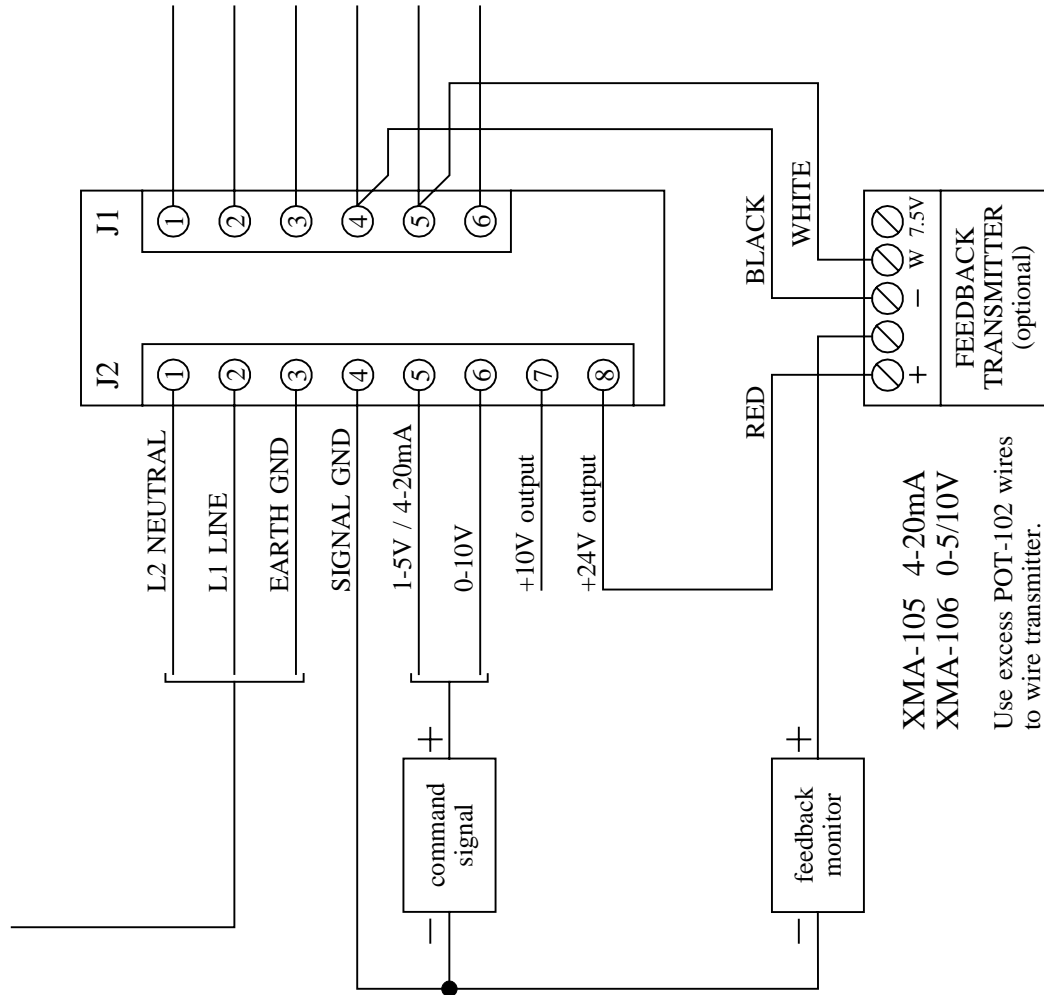 J1
1
2
3
4
5
6
J2
1
2
3
4
5
6
7
8
L2 NEUTRAL
L1 LINE
EARTH GND
SIGNAL GND
1-5V / 4-20mA
0-10V
+10V output
+24V output
BLACK
WHITE
RED
+
−
W
7.5V
FEEDBACK
TRANSMITTER
(optional)
+
command
signal
−
+
feedback
monitor
−
XMA-105 4-20mA
XMA-106 0-5/10V
Use excess POT-102 wires
to wire transmitter.